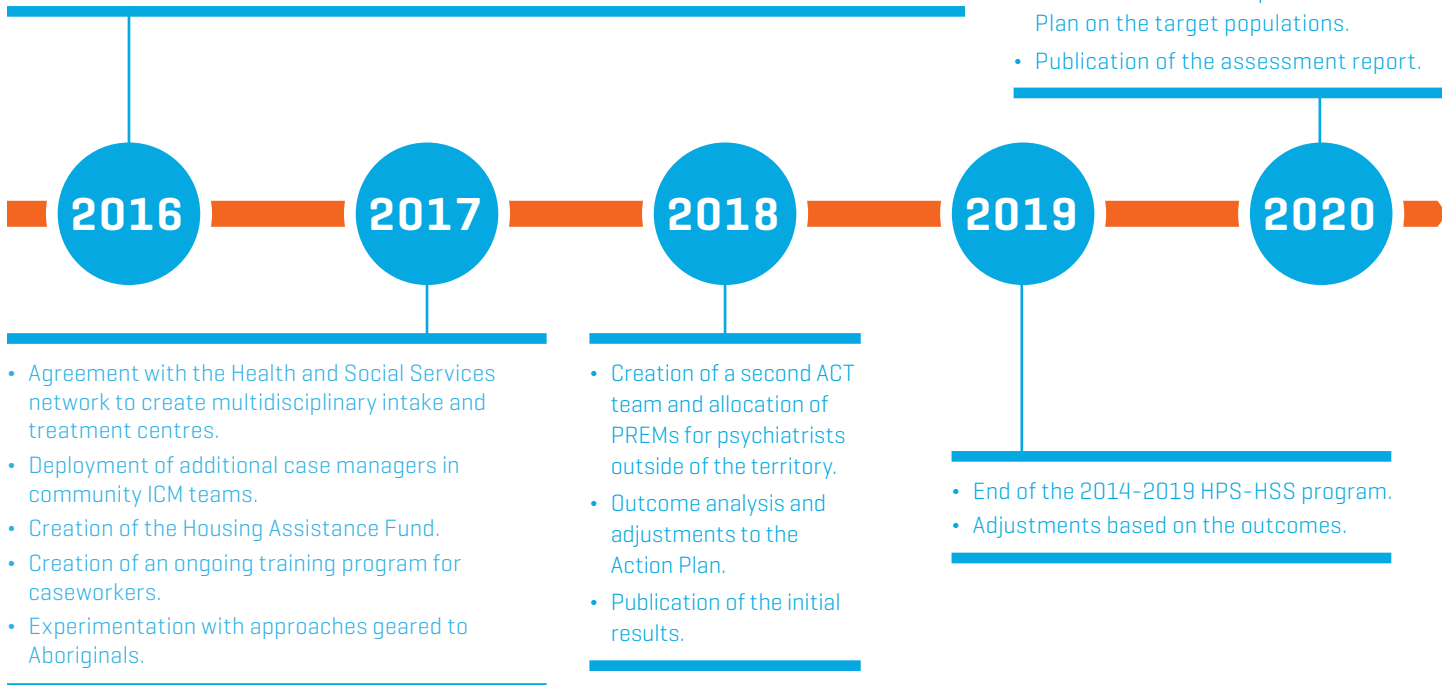 Plan on the target populations.
• Publication of the assessment report.
2016
2017
2018
2019
2020
• Agreement with the Health and Social Services
network to create multidisciplinary intake and
treatment centres.
• Deployment of additional case managers in
community ICM teams.
• Creation of the Housing Assistance Fund.
• Creation of an ongoing training program for
caseworkers.
• Experimentation with approaches geared to
Aboriginals.
• Creation of a second ACT
team and allocation of
PREMs for psychiatrists
outside of the territory.
• Outcome analysis and
adjustments to the
Action Plan.
• Publication of the initial
results.
• End of the 2014-2019 HPS-HSS program.
• Adjustments based on the outcomes.